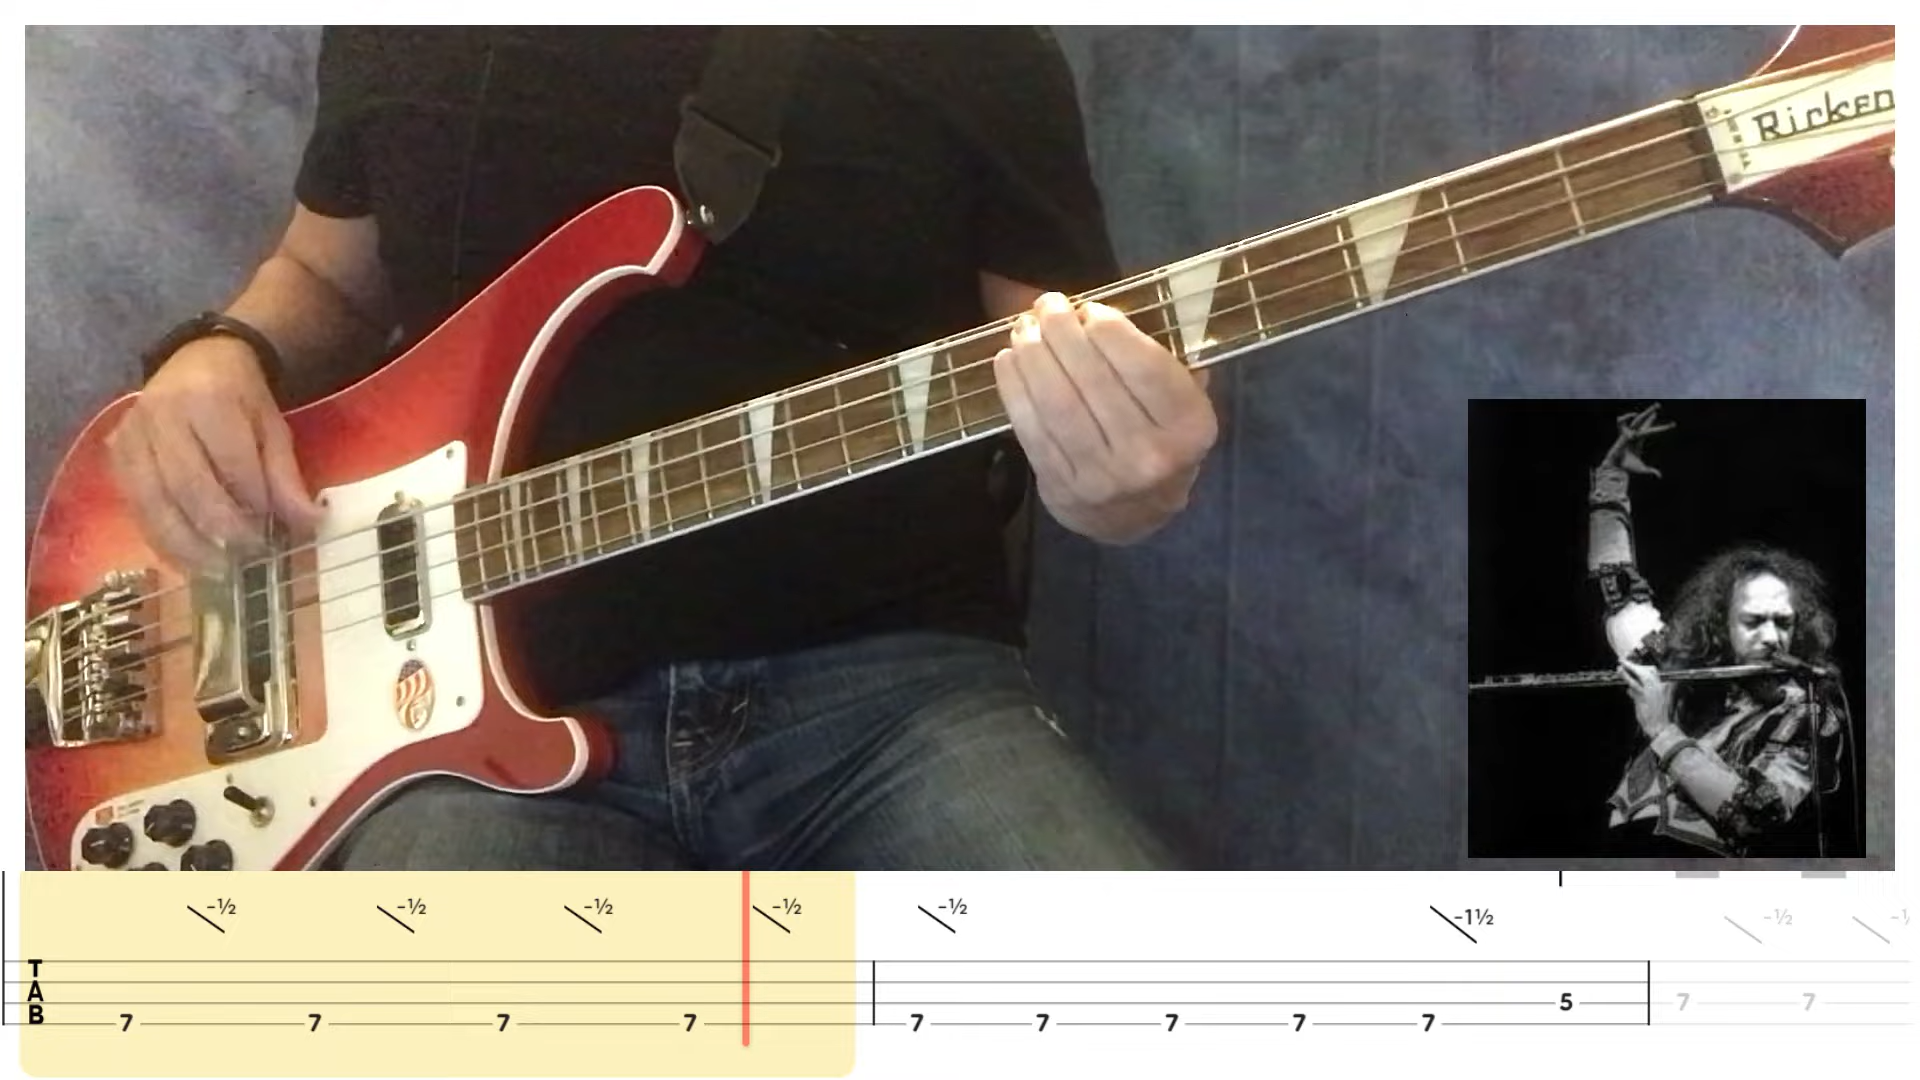 Ricken
-½ -½ -½ -½ -½ -1½ -½
T
A
B
5 7 7
7 7 7 7 7 7 7 7 7